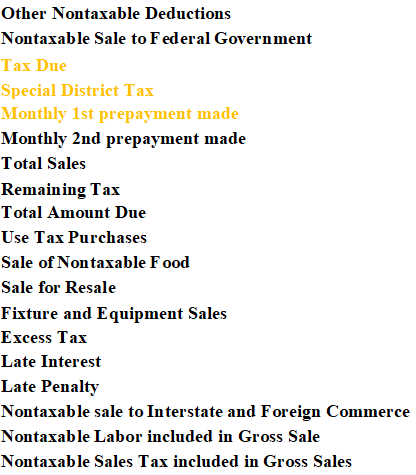 Other Nontaxable Deductions
Nontaxable Sale to Federal Government
Tax Due
Special District Tax
Monthly 1st prepayment made
Monthly 2nd prepayment made
Total Sales
Remaining Tax
Total Amount Due
Use Tax Purchases
Sale of Nontaxable Food
Sale for Resale
Fixture and Equipment Sales
Excess Tax
Late Interest
Late Penalty
Nontaxable sale to Interstate and Foreign Commerce
Nontaxable Labor included in Gross Sale
Nontaxable Sales Tax included in Gross Sales